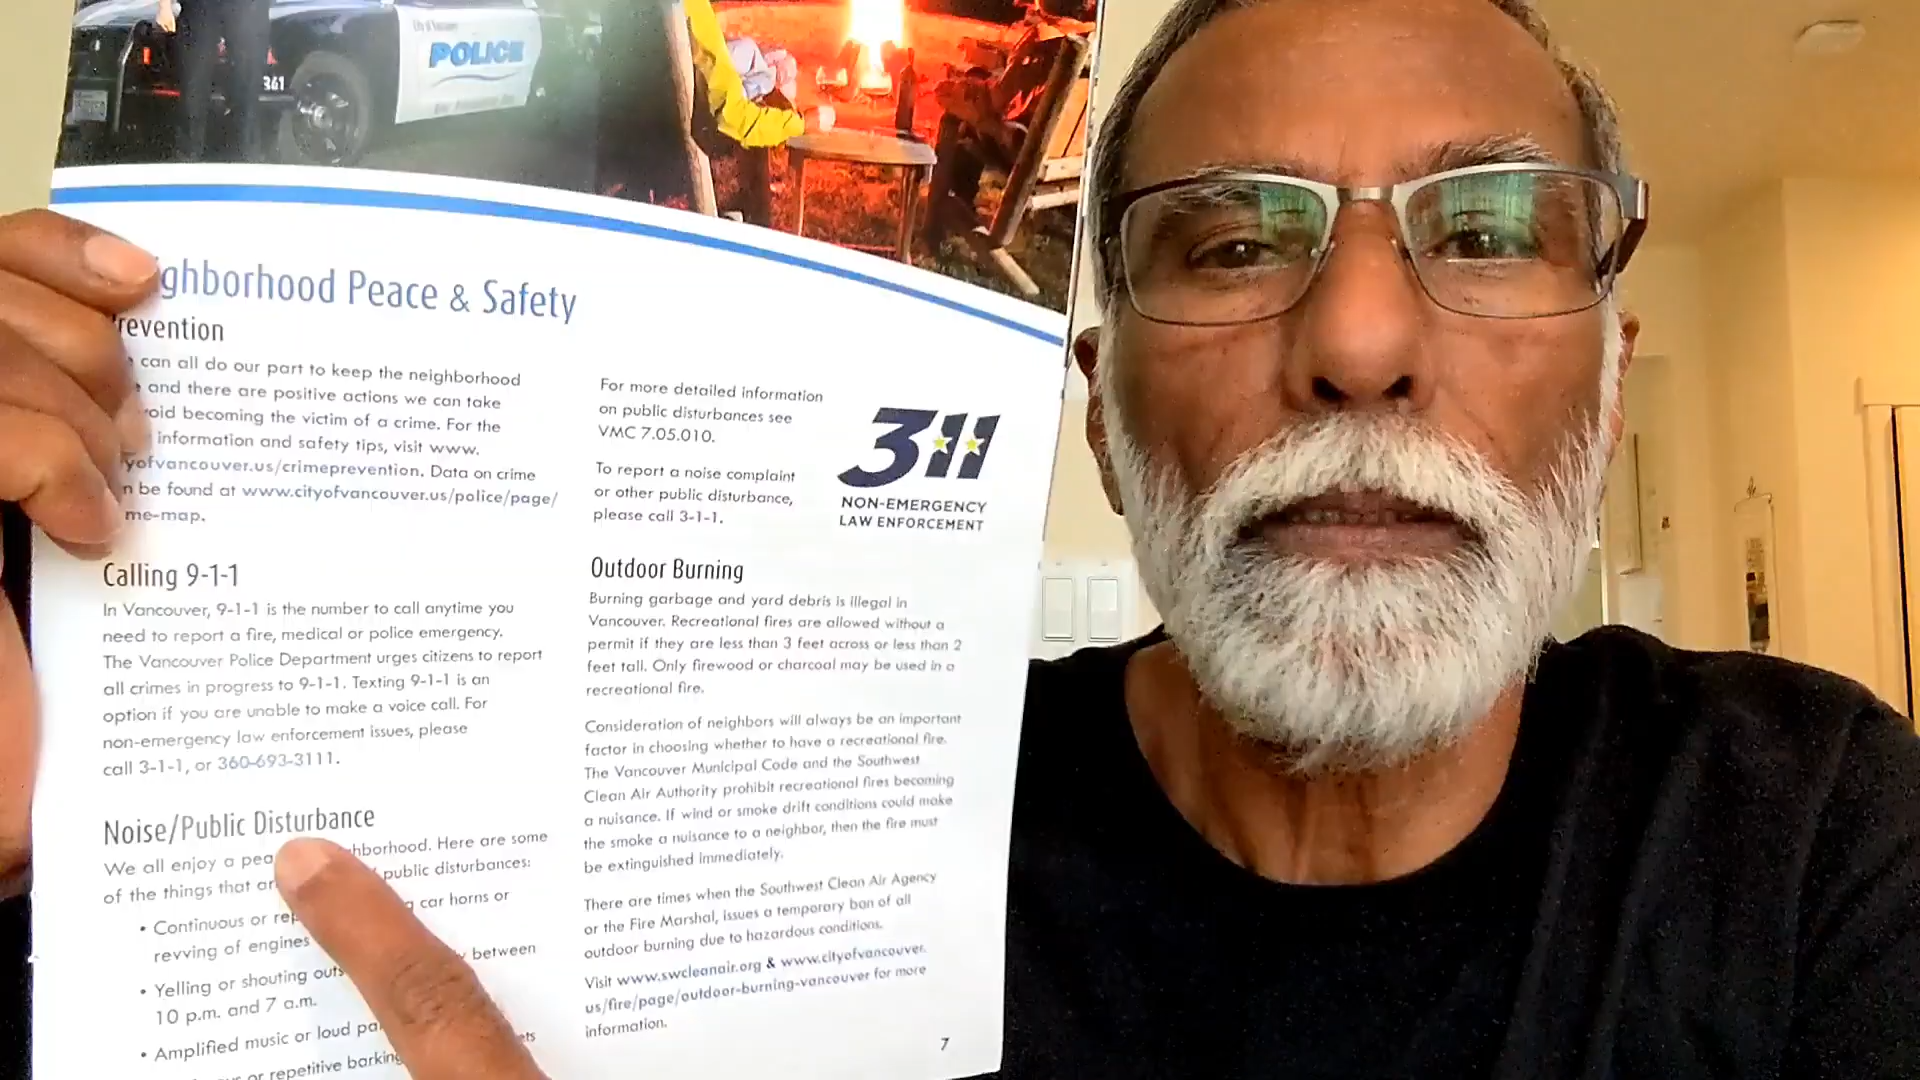 City of Vancouver
POLICE
361
ighborhood Peace & Safety
revention
can all do our part to keep the neighborhood
and there are positive actions we can take
oid becoming the victim of a crime. For the
information and safety tips, visit www.
yofvancouver.us/crimeprevention. Data on crime
n be found at www.cityofvancouver.us/police/page/
me-map.
Calling 9-1-1
In Vancouver, 9-1-1 is the number to call anytime you
need to report a fire, medical or police emergency.
The Vancouver Police Department urges citizens to report
all crimes in progress to 9-1-1. Texting 9-1-1 is an
option if you are unable to make a voice call. For
non-emergency law enforcement issues, please
call 3-1-1, or 360-693-3111.
Noise/Public Disturbance
We all enjoy a pea hborhood. Here are some
of the things that ar public disturbances:
• Continuous or rep car horns or
revving of engines
• Yelling or shouting outs between
10 p.m. and 7 a.m.
• Amplified music or loud pa
or repetitive barking ets
For more detailed information
on public disturbances see
VMC 7.05.010.
To report a noise complaint
or other public disturbance,
please call 3-1-1.
311
NON-EMERGENCY
LAW ENFORCEMENT
Outdoor Burning
Burning garbage and yard debris is illegal in
Vancouver. Recreational fires are allowed without a
permit if they are less than 3 feet across or less than 2
feet tall. Only firewood or charcoal may be used in a
recreational fire.
Consideration of neighbors will always be an important
factor in choosing whether to have a recreational fire.
The Vancouver Municipal Code and the Southwest
Clean Air Authority prohibit recreational fires becoming
a nuisance. If wind or smoke drift conditions could make
the smoke a nuisance to a neighbor, then the fire must
be extinguished immediately.
There are times when the Southwest Clean Air Agency
or the Fire Marshal, issues a temporary ban of all
outdoor burning due to hazardous conditions.
Visit www.swcleanair.org & www.cityofvancouver.
us/fire/page/outdoor-burning-vancouver for more
information.
7